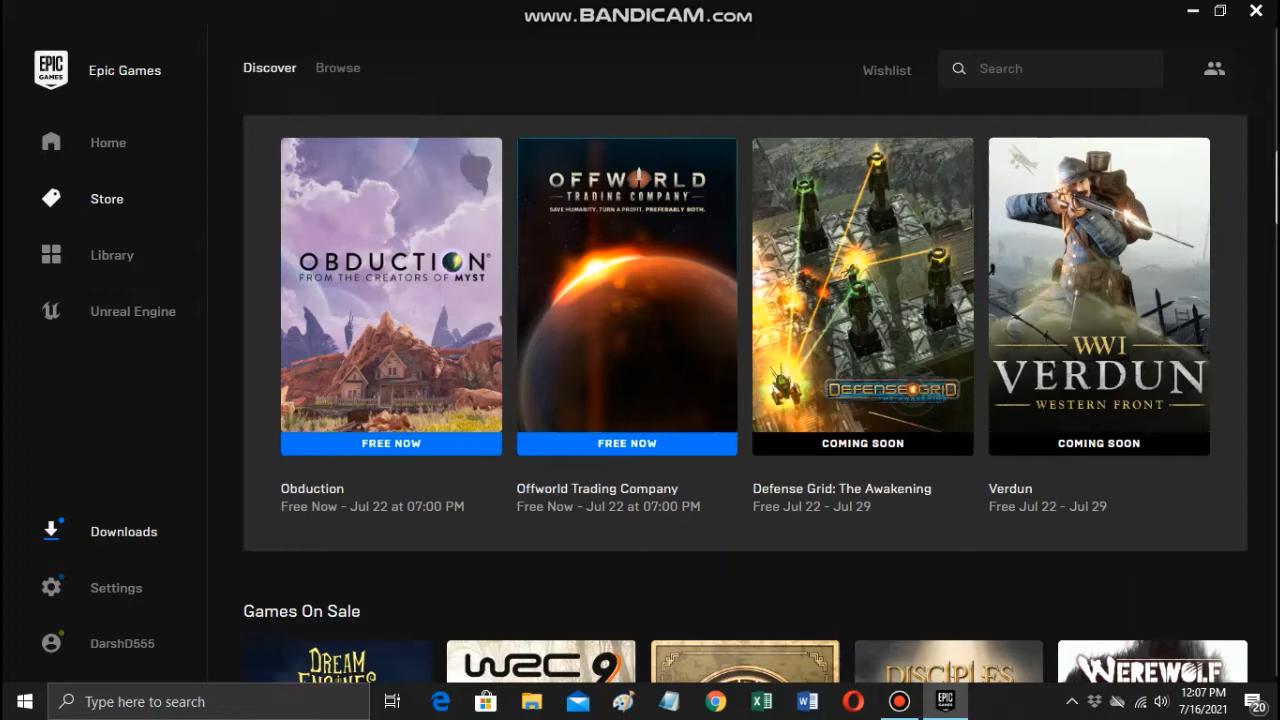 www.BANDICAM.com
EPIC GAMES
Epic Games
Discover
Browse
Wishlist
Search
Home
Store
Library
Unreal Engine
OBDUCTION®
FROM THE CREATORS OF MYST
FREE NOW
OFFWORLD
TRADING COMPANY
SAVE HUMANITY. TURN A PROFIT. PREFERABLY BOTH.
FREE NOW
DEFENSE GRID
THE AWAKENING
COMING SOON
WWI
VERDUN
WESTERN FRONT
COMING SOON
Obduction
Free Now - Jul 22 at 07:00 PM
Offworld Trading Company
Free Now - Jul 22 at 07:00 PM
Defense Grid: The Awakening
Free Jul 22 - Jul 29
Verdun
Free Jul 22 - Jul 29
Downloads
Settings
DarshD555
Games On Sale
DREAM
ENGINES
WRC 9
DISCIPLES
WEREWOLF
Type here to search
EPIC GAMES
12:07 PM
7/16/2021
20